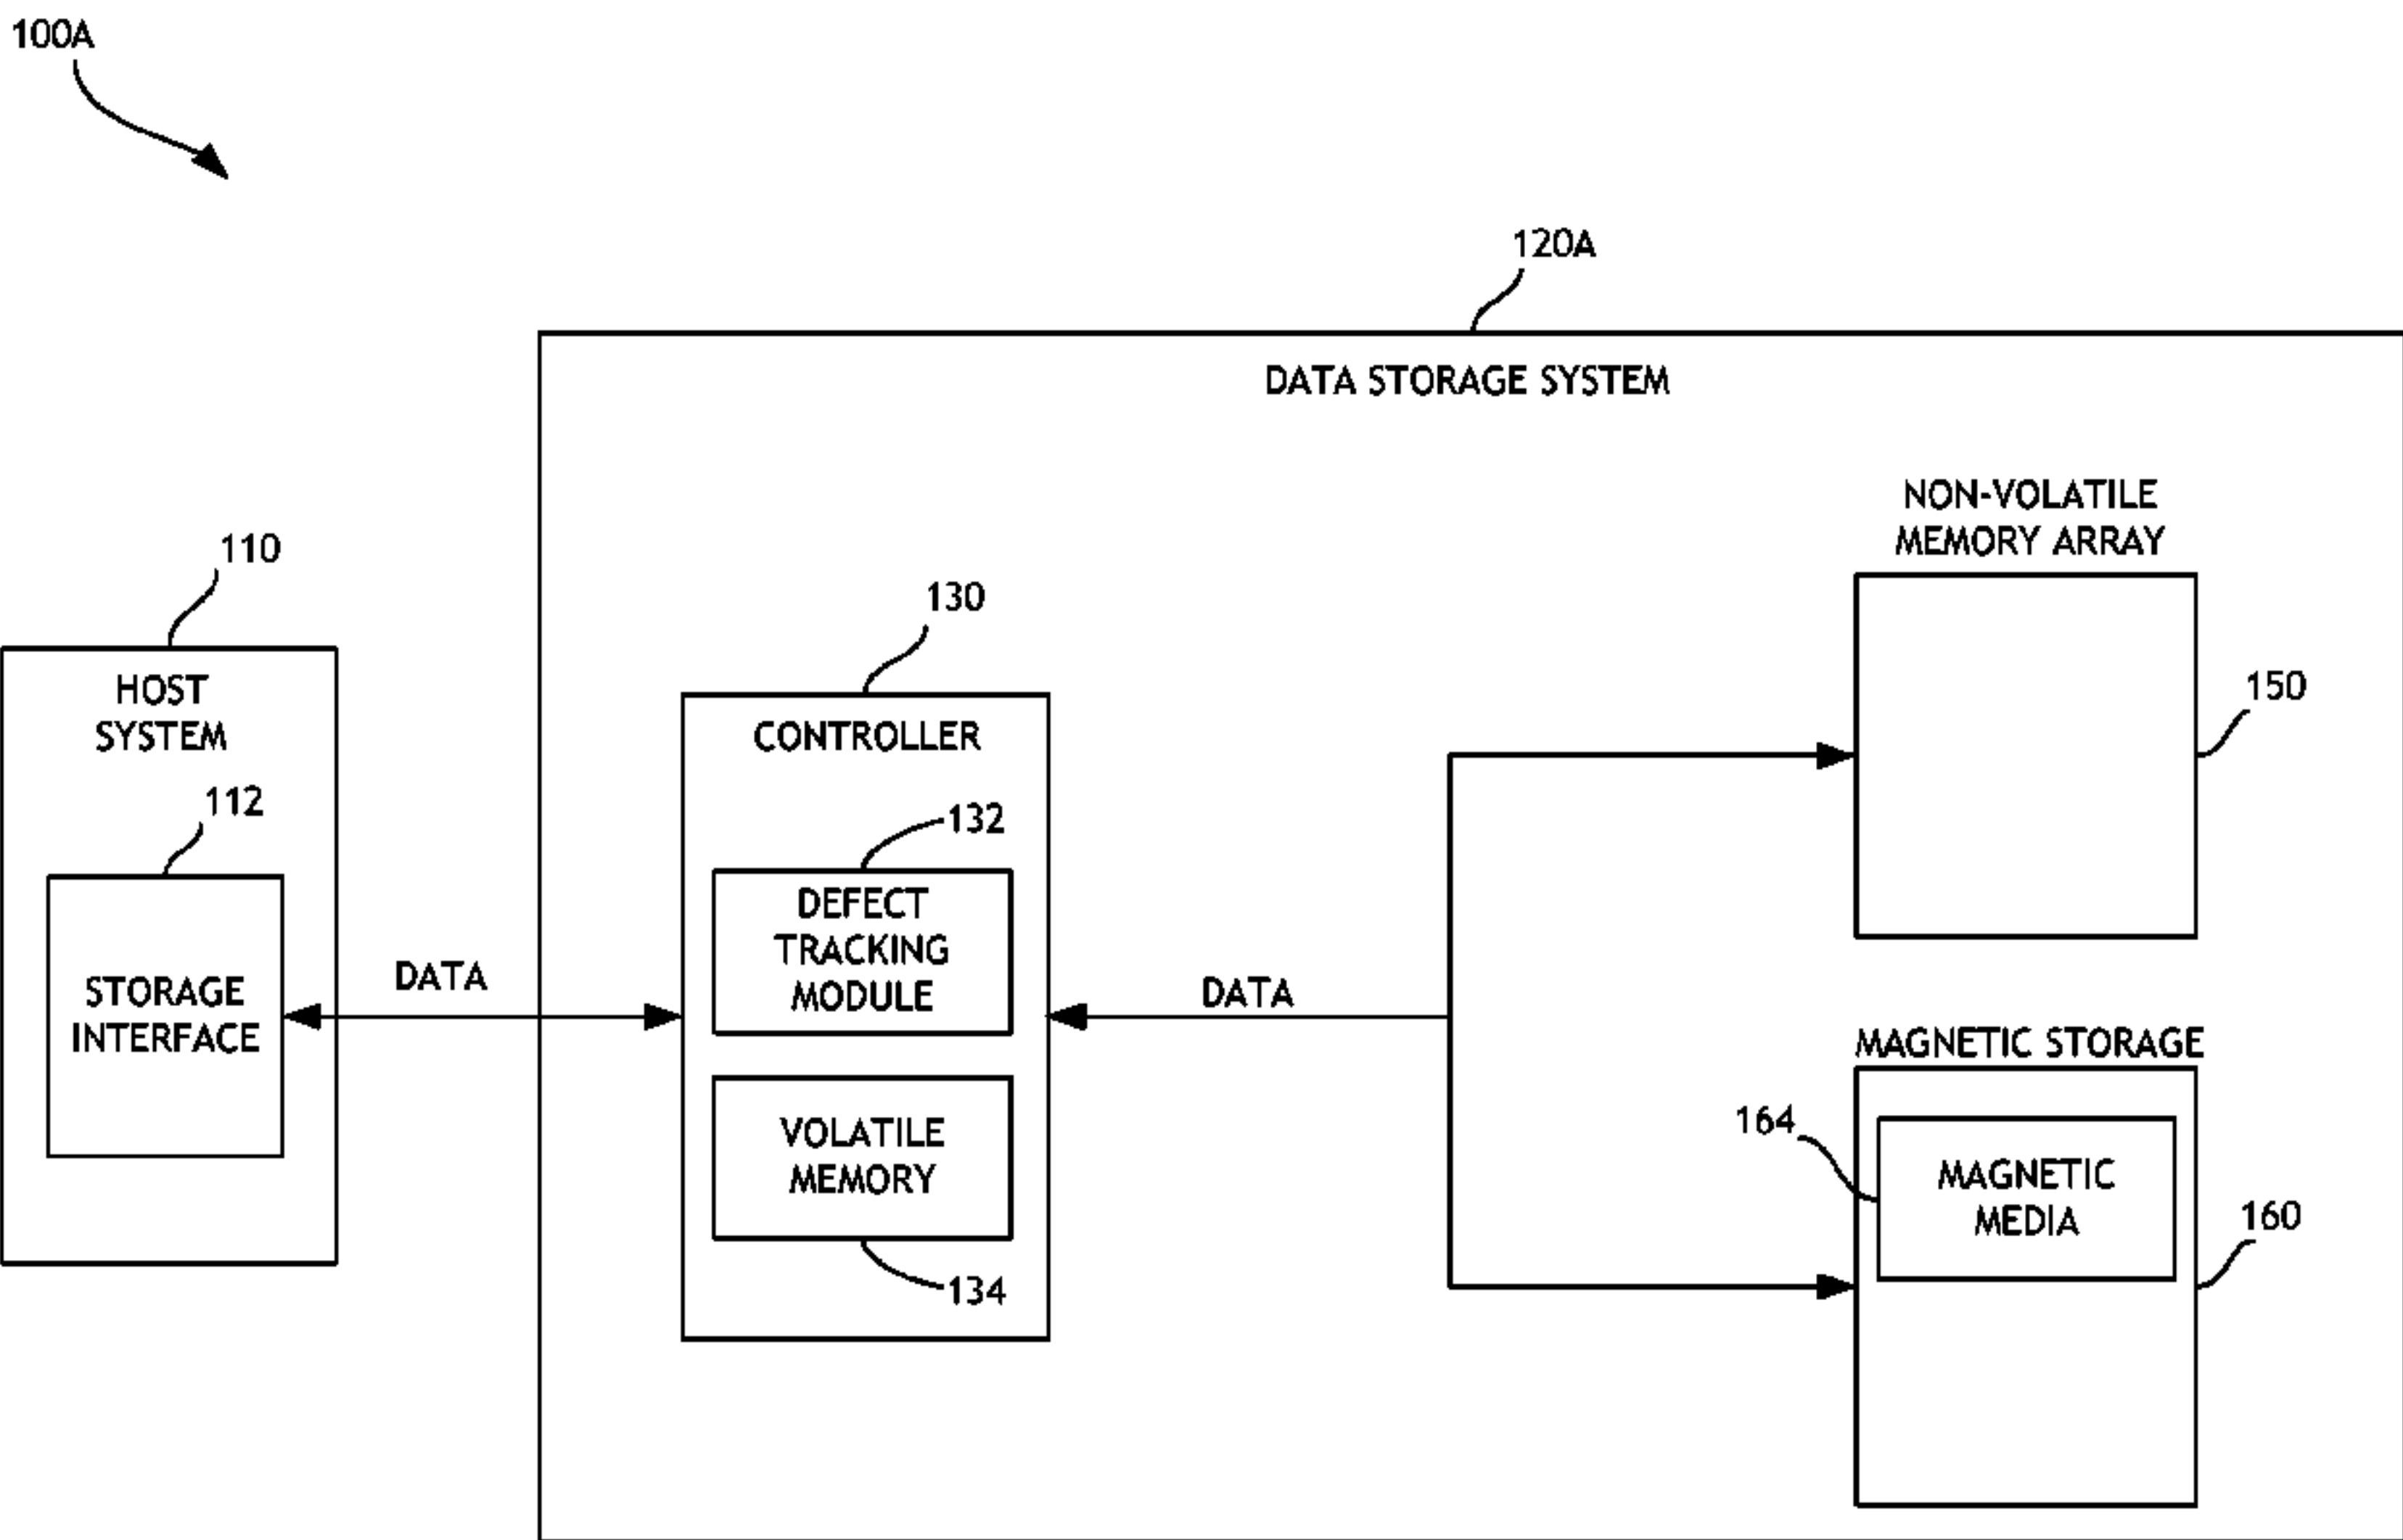 100A
120A
DATA STORAGE SYSTEM
NON-VOLATILE
MEMORY ARRAY
150
110
HOST
SYSTEM
112
STORAGE
INTERFACE
DATA
130
CONTROLLER
132
DEFECT
TRACKING
MODULE
VOLATILE
MEMORY
134
DATA
MAGNETIC STORAGE
164
MAGNETIC
MEDIA
160